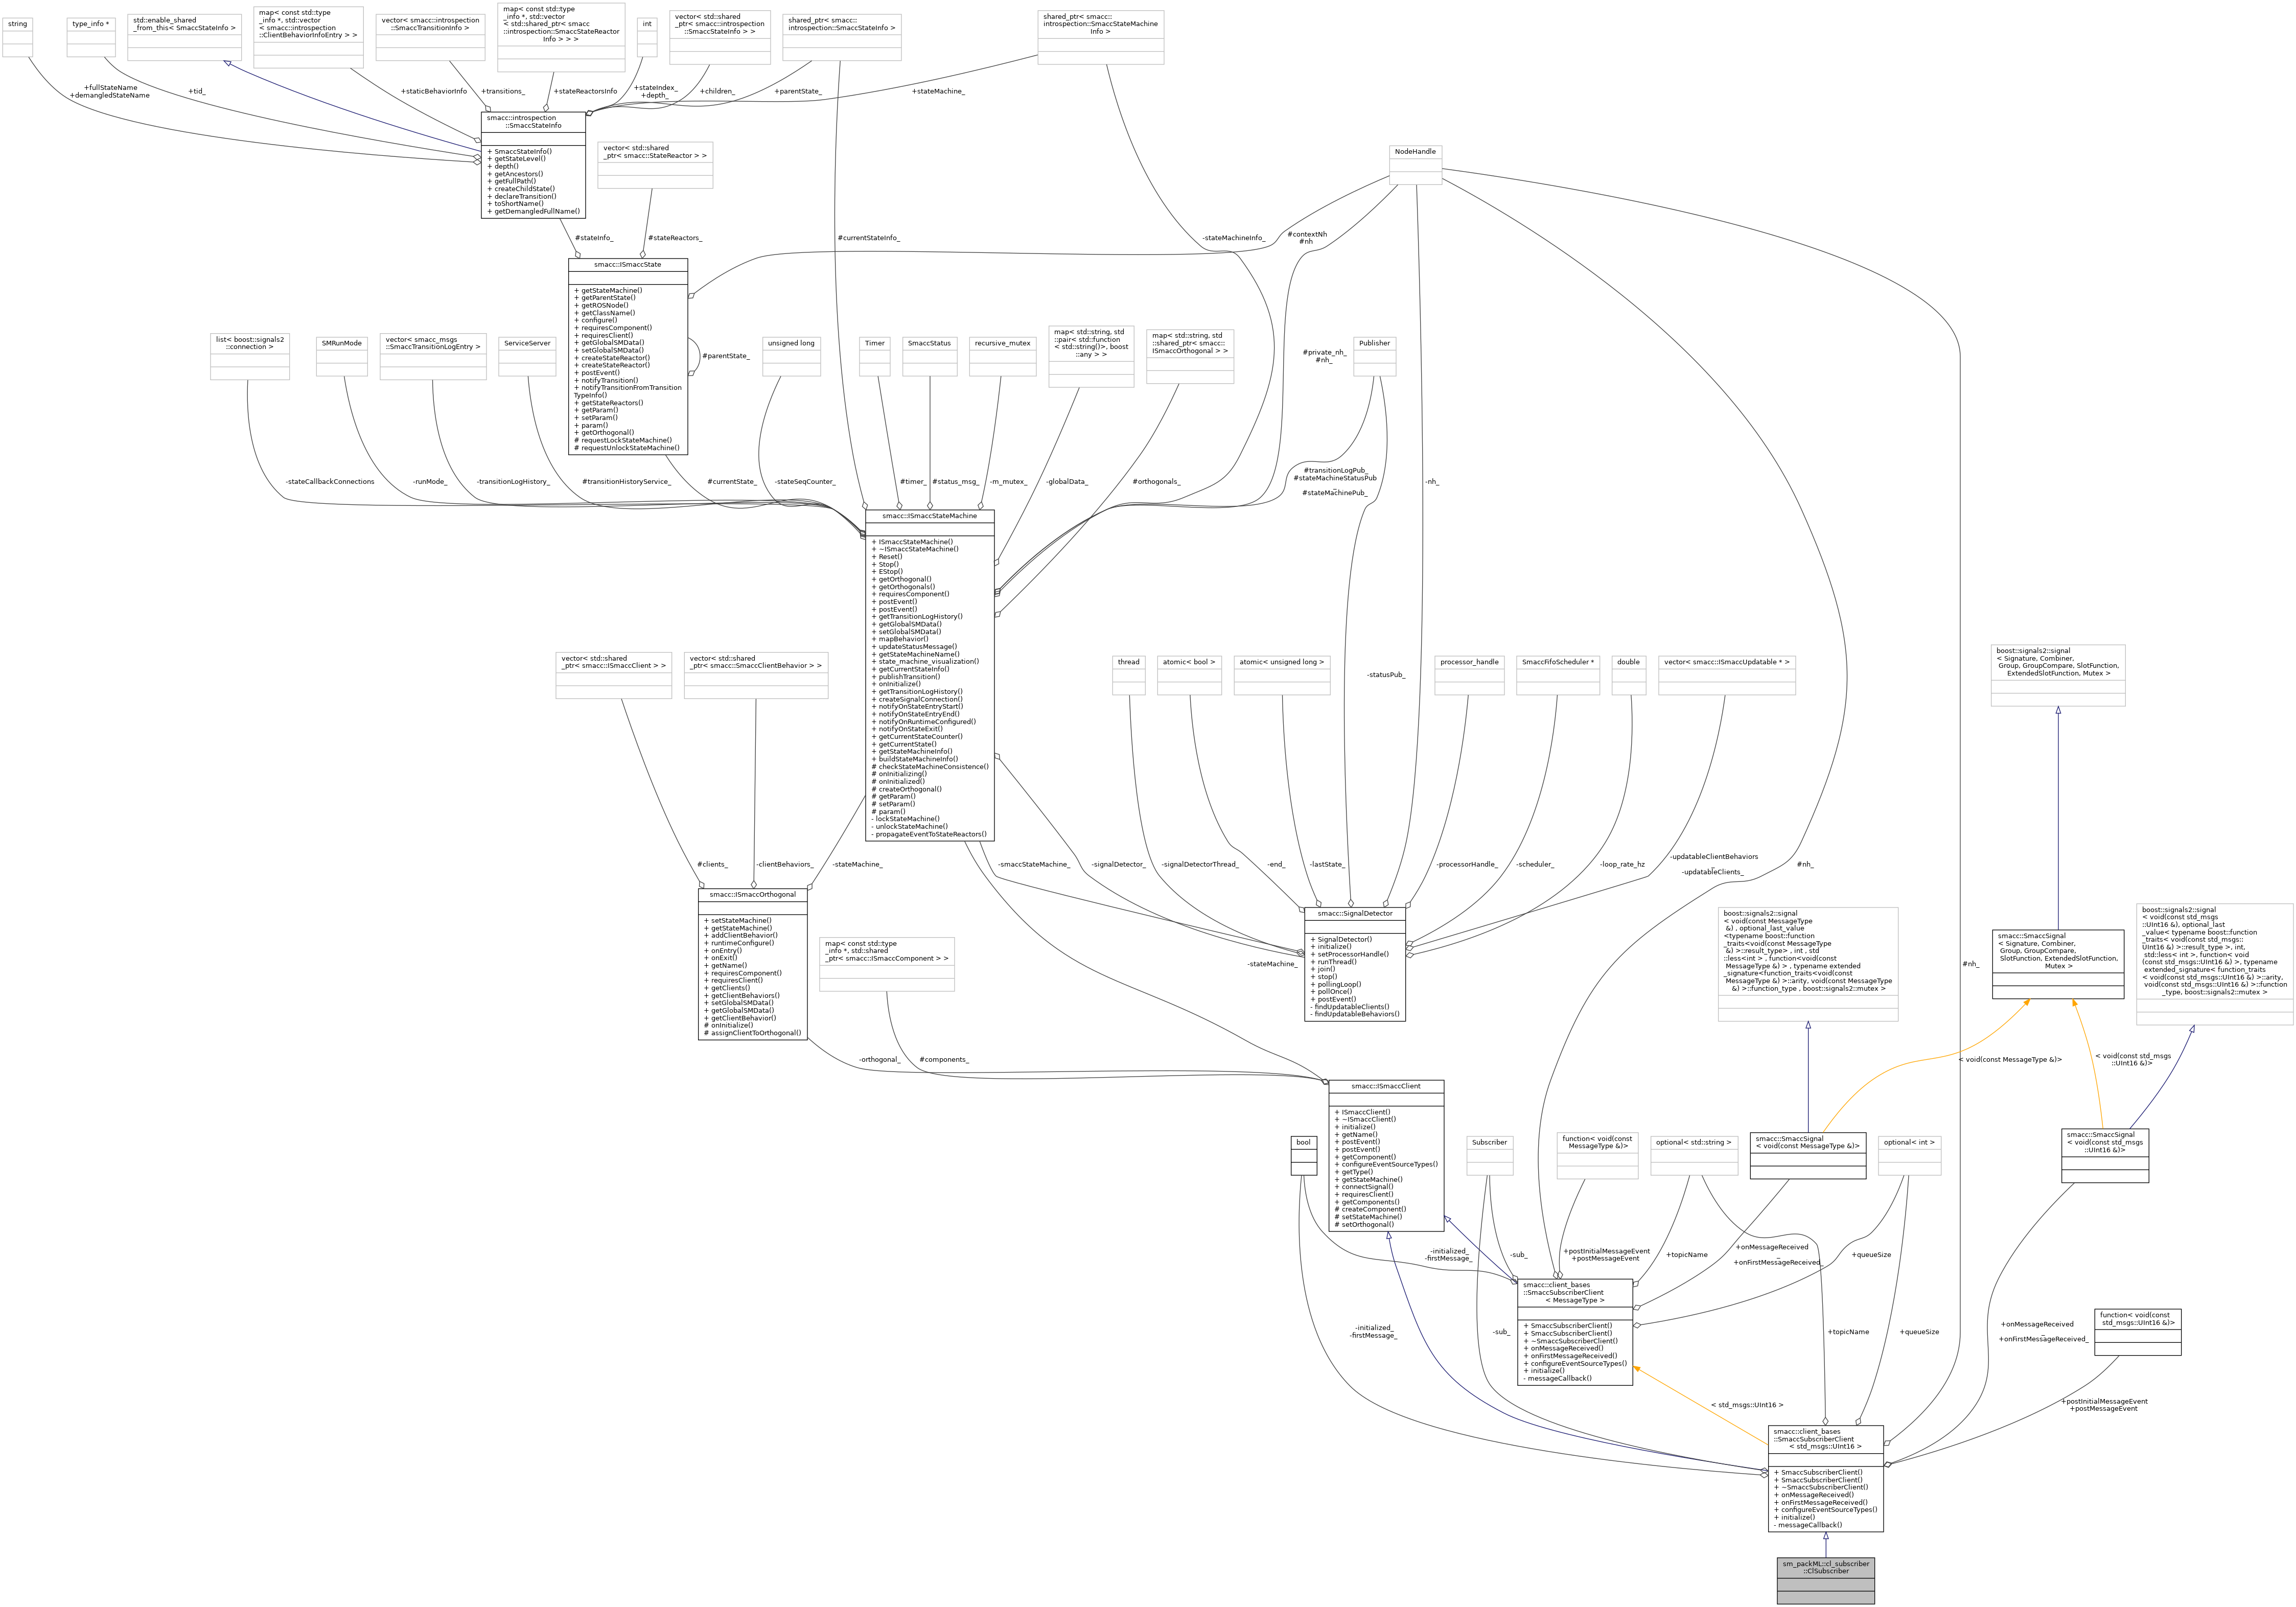 string
type_info *
std::enable_shared
_from_this< SmaccStateInfo >
map< const std::type
_info *, std::vector
< smacc::introspection
::ClientBehaviorInfoEntry > >
vector< smacc::introspection
::SmaccTransitionInfo >
map< const std::type
_info *, std::vector
< std::shared_ptr< smacc
::introspection::SmaccStateReactor
Info > > >
int
vector< std::shared
_ptr< smacc::introspection
::SmaccStateInfo > >
shared_ptr< smacc::
introspection::SmaccStateInfo >
shared_ptr< smacc::
introspection::SmaccStateMachine
Info >
+fullStateName
+demangledStateName
+tid_
+staticBehaviorInfo
+transitions_
+stateReactorsInfo
+stateIndex_
+depth_
+children_
+parentState_
+stateMachine_
smacc::introspection
::SmaccStateInfo
+ SmaccStateInfo()
+ getStateLevel()
+ depth()
+ getAncestors()
+ getFullPath()
+ createChildState()
+ declareTransition()
+ toShortName()
+ getDemangledFullName()
vector< std::shared
_ptr< smacc::StateReactor > >
NodeHandle
#stateInfo_
#stateReactors_
#currentStateInfo_
-stateMachineInfo_
#contextNh
#nh
smacc::ISmaccState
+ getStateMachine()
+ getParentState()
+ getROSNode()
+ getClassName()
+ configure()
+ requiresComponent()
+ requiresClient()
+ getGlobalSMData()
+ setGlobalSMData()
+ createStateReactor()
+ createStateReactor()
+ postEvent()
+ notifyTransition()
+ notifyTransitionFromTransition
TypeInfo()
+ getStateReactors()
+ getParam()
+ setParam()
+ param()
+ getOrthogonal()
# requestLockStateMachine()
# requestUnlockStateMachine()
#parentState_
list< boost::signals2
::connection >
SMRunMode
vector< smacc_msgs
::SmaccTransitionLogEntry >
ServiceServer
unsigned long
Timer
SmaccStatus
recursive_mutex
map< std::string, std
::pair< std::function
< std::string()>, boost
::any > >
map< std::string, std
::shared_ptr< smacc::
ISmaccOrthogonal > >
#private_nh_
#nh_
Publisher
-stateCallbackConnections
-runMode_
-transitionLogHistory_
#transitionHistoryService_
#currentState_
-stateSeqCounter_
#timer_
#status_msg_
-m_mutex_
-globalData_
#orthogonals_
#transitionLogPub_
#stateMachineStatusPub
_
#stateMachinePub_
-nh_
smacc::ISmaccStateMachine
+ ISmaccStateMachine()
+ ~ISmaccStateMachine()
+ Reset()
+ Stop()
+ EStop()
+ getOrthogonal()
+ getOrthogonals()
+ requiresComponent()
+ postEvent()
+ postEvent()
+ getTransitionLogHistory()
+ getGlobalSMData()
+ setGlobalSMData()
+ mapBehavior()
+ updateStatusMessage()
+ getStateMachineName()
+ state_machine_visualization()
+ getCurrentStateInfo()
+ publishTransition()
+ onInitialize()
+ getTransitionLogHistory()
+ createSignalConnection()
+ notifyOnStateEntryStart()
+ notifyOnStateEntryEnd()
+ notifyOnRuntimeConfigured()
+ notifyOnStateExit()
+ getCurrentStateCounter()
+ getCurrentState()
+ getStateMachineInfo()
+ buildStateMachineInfo()
# checkStateMachineConsistence()
# onInitializing()
# onInitialized()
# createOrthogonal()
# getParam()
# setParam()
# param()
- lockStateMachine()
- unlockStateMachine()
- propagateEventToStateReactors()
vector< std::shared
_ptr< smacc::ISmaccClient > >
vector< std::shared
_ptr< smacc::SmaccClientBehavior > >
thread
atomic< bool >
atomic< unsigned long >
-statusPub_
processor_handle
SmaccFifoScheduler *
double
vector< smacc::ISmaccUpdatable * >
boost::signals2::signal
< Signature, Combiner,
Group, GroupCompare, SlotFunction,
ExtendedSlotFunction, Mutex >
#clients_
-clientBehaviors_
-stateMachine_
-smaccStateMachine_
-signalDetector_
-signalDetectorThread_
-end_
-lastState_
-processorHandle_
-scheduler_
-loop_rate_hz
-updatableClientBehaviors
_
-updatableClients_
#nh_
smacc::ISmaccOrthogonal
+ setStateMachine()
+ getStateMachine()
+ addClientBehavior()
+ runtimeConfigure()
+ onEntry()
+ onExit()
+ getName()
+ requiresComponent()
+ requiresClient()
+ getClients()
+ getClientBehaviors()
+ setGlobalSMData()
+ getGlobalSMData()
+ getClientBehavior()
# onInitialize()
# assignClientToOrthogonal()
map< const std::type
_info *, std::shared
_ptr< smacc::ISmaccComponent > >
-stateMachine_
smacc::SignalDetector
+ SignalDetector()
+ initialize()
+ setProcessorHandle()
+ runThread()
+ join()
+ stop()
+ pollingLoop()
+ pollOnce()
+ postEvent()
- findUpdatableClients()
- findUpdatableBehaviors()
boost::signals2::signal
< void(const MessageType
&) , optional_last_value
<typename boost::function
_traits<void(const MessageType
&) >::result_type> , int , std
::less<int > , function<void(const
MessageType &) > , typename extended
_signature<function_traits<void(const
MessageType &) >::arity, void(const MessageType
&) >::function_type , boost::signals2::mutex >
#nh_
smacc::SmaccSignal
< Signature, Combiner,
Group, GroupCompare,
SlotFunction, ExtendedSlotFunction,
Mutex >
boost::signals2::signal
< void(const std_msgs
::UInt16 &), optional_last
_value< typename boost::function
_traits< void(const std_msgs::
UInt16 &) >::result_type >, int,
std::less< int >, function< void
(const std_msgs::UInt16 &) >, typename
extended_signature< function_traits
< void(const std_msgs::UInt16 &) >::arity,
void(const std_msgs::UInt16 &) >::function
_type, boost::signals2::mutex >
-orthogonal_
#components_
< void(const MessageType &)>
< void(const std_msgs
::UInt16 &)>
smacc::ISmaccClient
+ ISmaccClient()
+ ~ISmaccClient()
+ initialize()
+ getName()
+ postEvent()
+ postEvent()
+ getComponent()
+ configureEventSourceTypes()
+ getType()
+ getStateMachine()
+ connectSignal()
+ requiresClient()
+ getComponents()
# createComponent()
# setStateMachine()
# setOrthogonal()
bool
Subscriber
function< void(const
MessageType &)>
optional< std::string >
smacc::SmaccSignal
< void(const MessageType &)>
optional< int >
smacc::SmaccSignal
< void(const std_msgs
::UInt16 &)>
-initialized_
-firstMessage_
-sub_
+postInitialMessageEvent
+postMessageEvent
+topicName
+onMessageReceived
_
+onFirstMessageReceived_
+queueSize
smacc::client_bases
::SmaccSubscriberClient
< MessageType >
+ SmaccSubscriberClient()
+ SmaccSubscriberClient()
+ ~SmaccSubscriberClient()
+ onMessageReceived()
+ onFirstMessageReceived()
+ configureEventSourceTypes()
+ initialize()
- messageCallback()
-initialized_
-firstMessage_
-sub_
+topicName
+queueSize
+onMessageReceived
_
+onFirstMessageReceived_
function< void(const
std_msgs::UInt16 &)>
< std_msgs::UInt16 >
+postInitialMessageEvent
+postMessageEvent
smacc::client_bases
::SmaccSubscriberClient
< std_msgs::UInt16 >
+ SmaccSubscriberClient()
+ SmaccSubscriberClient()
+ ~SmaccSubscriberClient()
+ onMessageReceived()
+ onFirstMessageReceived()
+ configureEventSourceTypes()
+ initialize()
- messageCallback()
sm_packML::cl_subscriber
::ClSubscriber